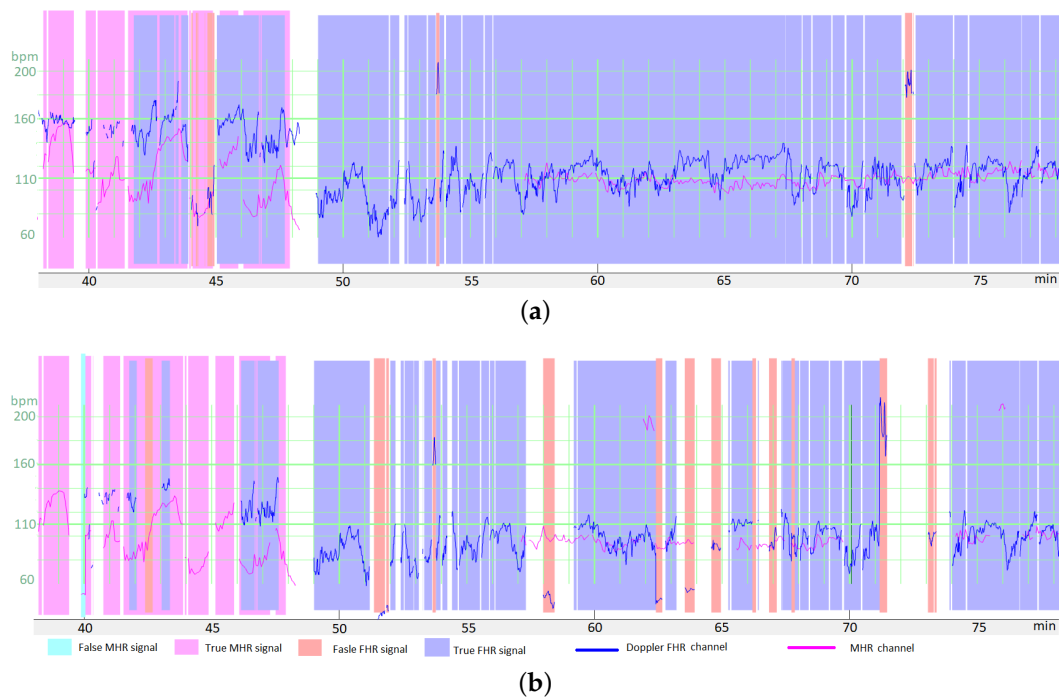 bpm
200
160
110
60
40 45 50 55 60 65 70 75 min
(a)
bpm
200
160
110
60
40 45 50 55 60 65 70 75 min
False MHR signal True MHR signal Fasle FHR signal True FHR signal Doppler FHR channel MHR channel
(b)